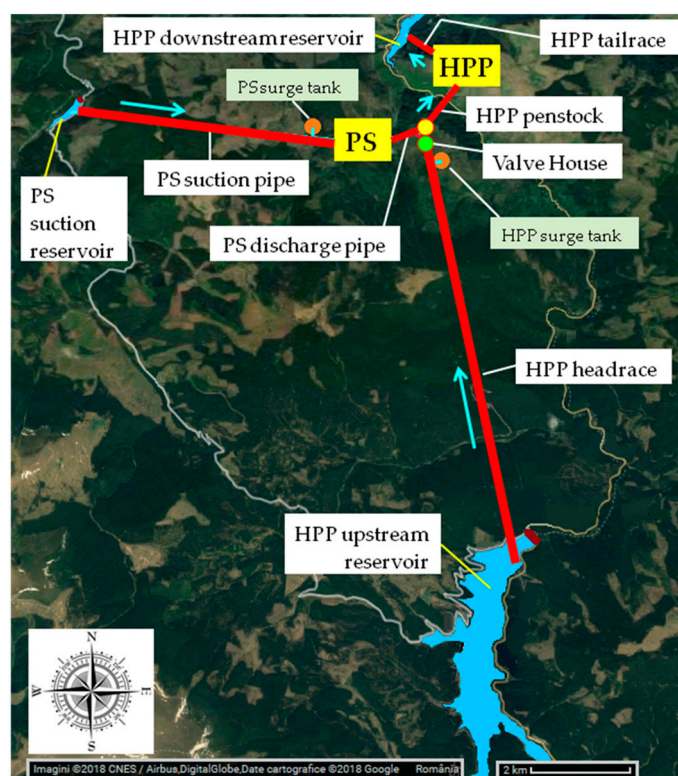 HPP downstream reservoir
HPP tailrace
HPP
PS surge tank
HPP penstock
PS
Valve House
PS suction pipe
PS
suction
reservoir
PS discharge pipe
HPP surge tank
HPP headrace
HPP upstream
reservoir
N
W
E
S
Imagini ©2018 CNES / Airbus,DigitalGlobe,Date cartografice ©2018 Google România
2 km